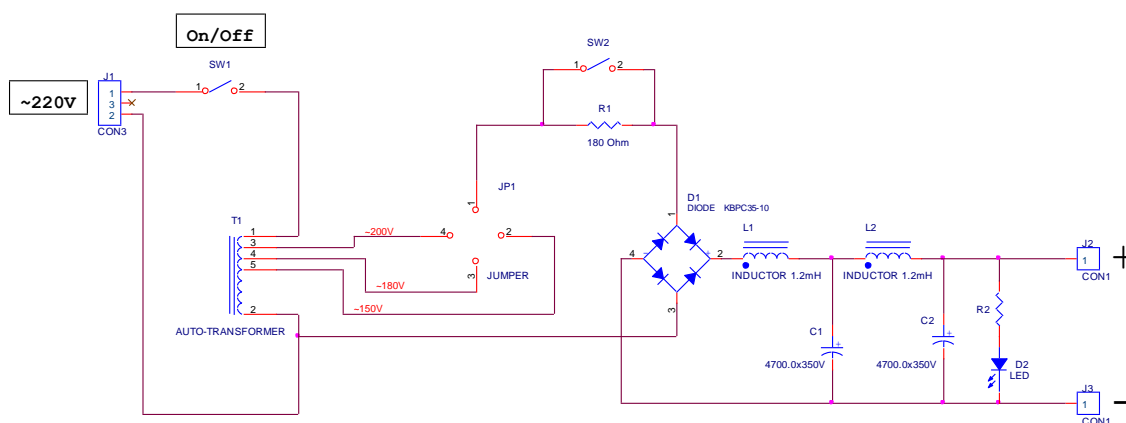 On/Off
SW1
1
2
~220V
J1
1
3
2
CON3
SW2
1
2
R1
180 Ohm
JP1
1
4
2
3
JUMPER
T1
1
3
4
5
2
AUTO-TRANSFORMER
~200V
~180V
~150V
D1
DIODE KBPC35-10
1
4
2
3
- +
L1
INDUCTOR 1.2mH
L2
INDUCTOR 1.2mH
C1
+
4700.0x350V
C2
+
4700.0x350V
R2
D2
LED
J2
1
CON1
+
J3
1
CON1
-